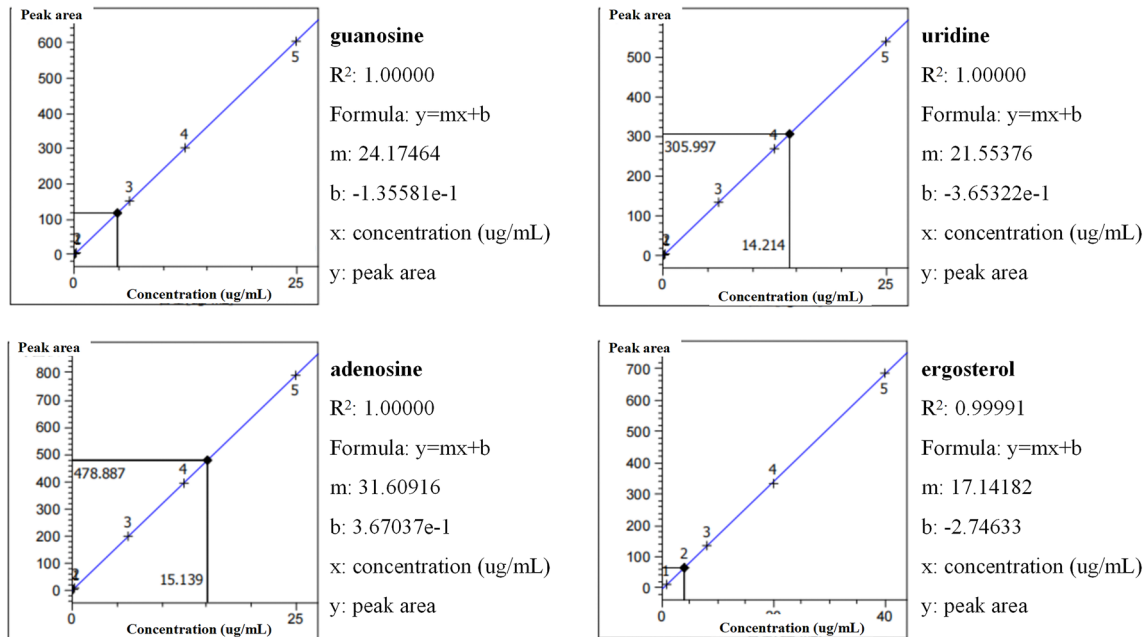 Peak area
600
500
400
300
200
100
0
2
3
4
5
0
25
Concentration (ug/mL)
guanosine
R²: 1.00000
Formula: y=mx+b
m: 24.17464
b: -1.35581e-1
x: concentration (ug/mL)
y: peak area
Peak area
500
400
300
200
100
0
305.997
14.214
2
3
4
5
0
25
Concentration (ug/mL)
uridine
R²: 1.00000
Formula: y=mx+b
m: 21.55376
b: -3.65322e-1
x: concentration (ug/mL)
y: peak area
Peak area
800
700
600
500
400
300
200
100
0
478.887
15.139
2
3
4
5
0
25
Concentration (ug/mL)
adenosine
R²: 1.00000
Formula: y=mx+b
m: 31.60916
b: 3.67037e-1
x: concentration (ug/mL)
y: peak area
Peak area
700
600
500
400
300
200
100
0
1
2
3
4
5
0
40
Concentration (ug/mL)
ergosterol
R²: 0.99991
Formula: y=mx+b
m: 17.14182
b: -2.74633
x: concentration (ug/mL)
y: peak area